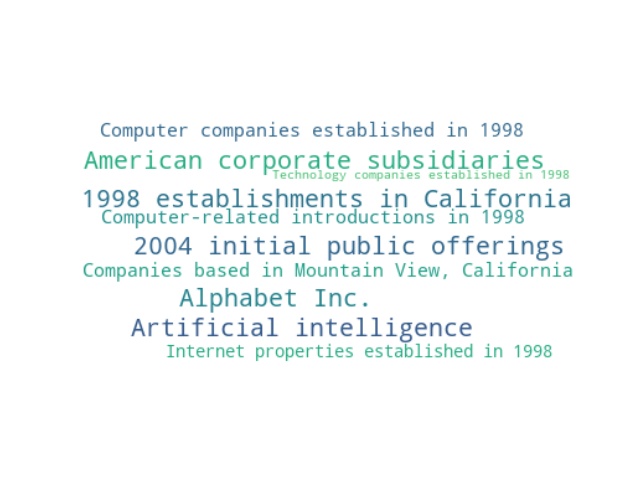 Computer companies established in 1998
American corporate subsidiaries
Technology companies established in 1998
1998 establishments in California
Computer-related introductions in 1998
2004 initial public offerings
Companies based in Mountain View, California
Alphabet Inc.
Artificial intelligence
Internet properties established in 1998